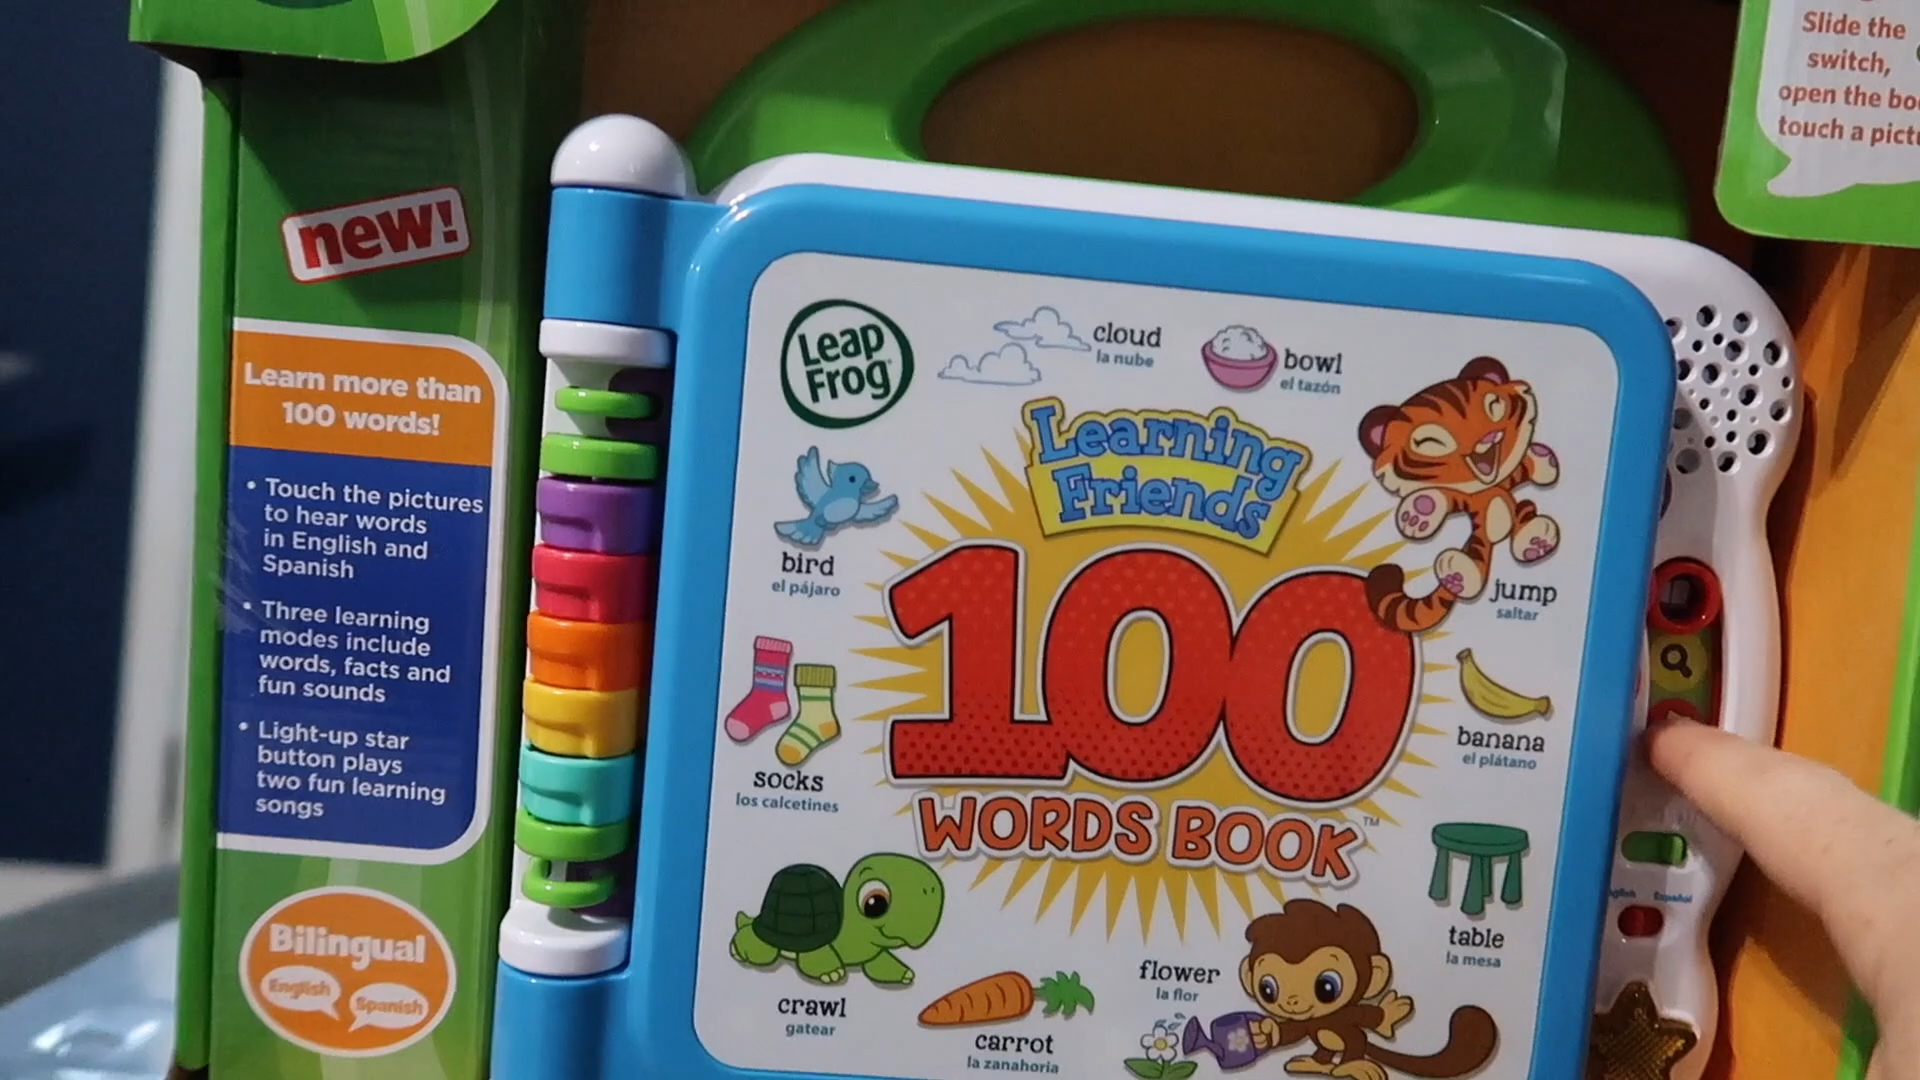 Slide the
switch,
open the
touch a
new!
Learn more than
100 words!
• Touch the pictures
to hear words
in English and
Spanish
• Three learning
modes include
words, facts and
fun sounds
• Light-up star
button plays
two fun learning
songs
Bilingual
English
Spanish
Leap
Frog
cloud
la nube
bowl
el tazón
Learning
Friends
bird
el pájaro
jump
saltar
100
WORDS BOOK™
socks
los calcetines
banana
el plátano
table
la mesa
crawl
gatear
carrot
la zanahoria
flower
la flor
Español